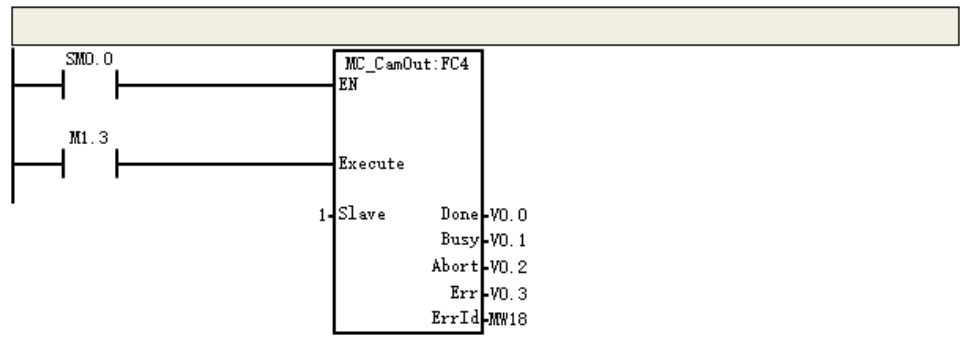 SM0.0
MC_CamOut:FC4
EN
M1.3
Execute
1 Slave Done V0.0
Busy V0.1
Abort V0.2
Err V0.3
ErrId MW18